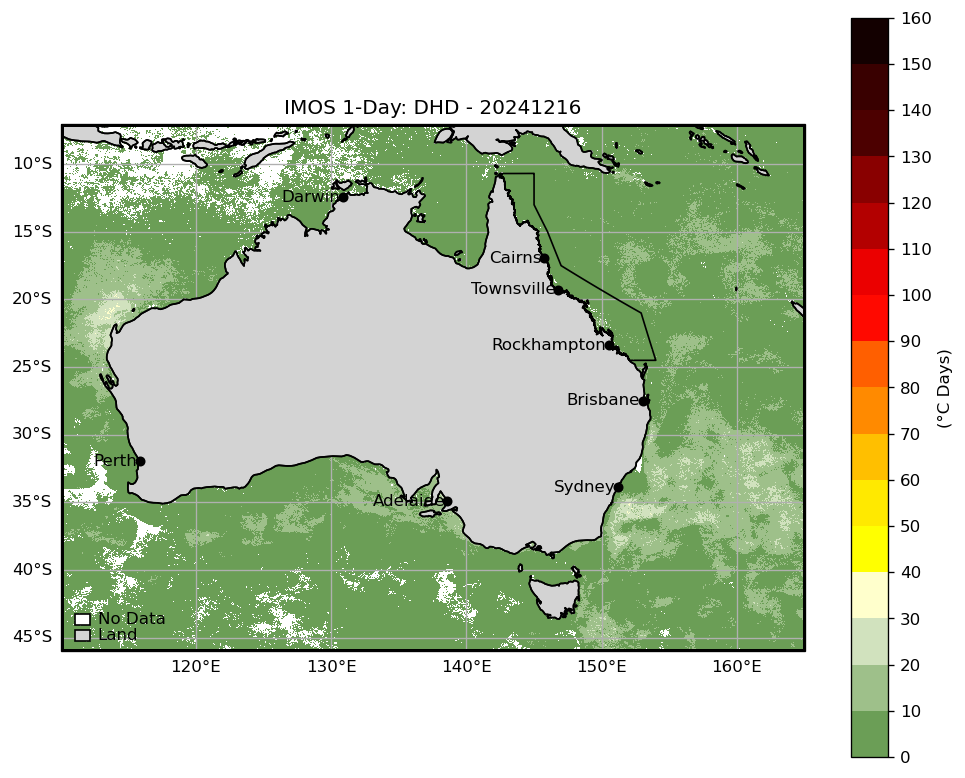 IMOS 1-Day: DHD - 20241216
160
150
140
130
120
110
100
90
80
70
60
50
40
30
20
10
0
(°C Days)
10°S
15°S
20°S
25°S
30°S
35°S
40°S
45°S
Darwin
Cairns
Townsville
Rockhampton
Brisbane
Perth
Sydney
Adelaide
No Data
Land
120°E
130°E
140°E
150°E
160°E